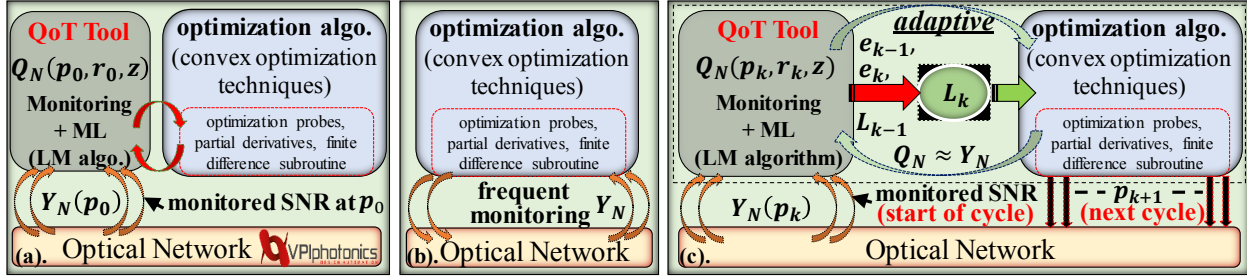 QoT Tool
Q_N(p_0, r_0, z)
Monitoring
+ ML
(LM algo.)
optimization algo.
(convex optimization
techniques)
optimization probes,
partial derivatives, finite
difference subroutine
Y_N(p_0)
monitored SNR at p_0
(a).
Optical Network
VPIphotonics
DESIGN AUTOMATION
optimization algo.
(convex optimization
techniques)
optimization probes,
partial derivatives, finite
difference subroutine
frequent
monitoring
Y_N
(b).
Optical Network
QoT Tool
Q_N(p_k, r_k, z)
Monitoring
+ ML
(LM algorithm)
adaptive
e_{k-1},
e_k,
L_{k-1}
L_k
Q_N ≈ Y_N
optimization algo.
(convex optimization
techniques)
optimization probes,
partial derivatives, finite
difference subroutine
Y_N(p_k)
monitored SNR
(start of cycle)
p_{k+1}
(next cycle)
(c).
Optical Network